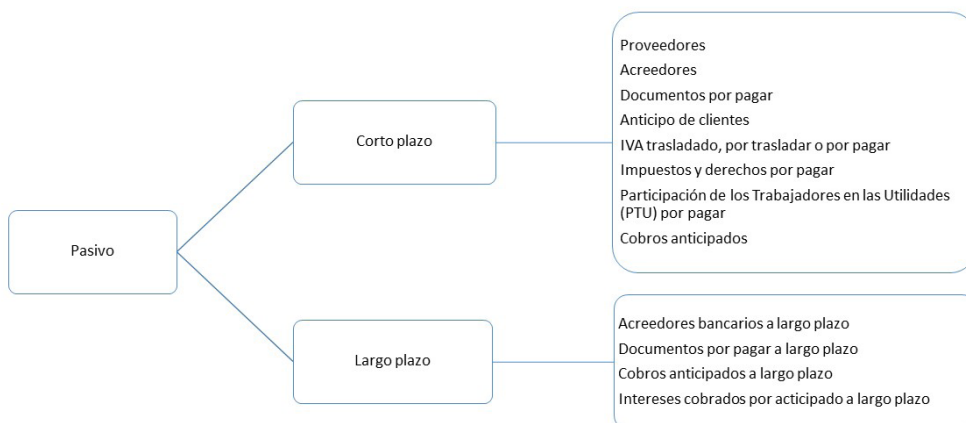 Pasivo
Corto plazo
Proveedores
Acreedores
Documentos por pagar
Anticipo de clientes
IVA trasladado, por trasladar o por pagar
Impuestos y derechos por pagar
Participación de los Trabajadores en las Utilidades
(PTU) por pagar
Cobros anticipados
Largo plazo
Acreedores bancarios a largo plazo
Documentos por pagar a largo plazo
Cobros anticipados a largo plazo
Intereses cobrados por acticipado a largo plazo